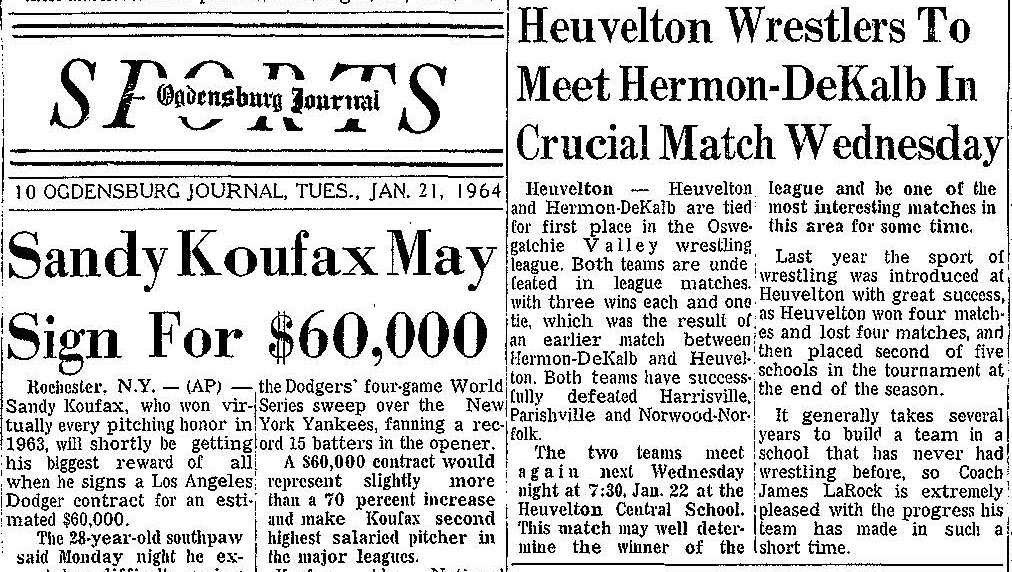 SPORTS
Ogdensburg Journal
10 OGDENSBURG JOURNAL, TUES., JAN. 21, 1964
Sandy Koufax May
Sign For $60,000
Rochester, N.Y. — (AP) —
Sandy Koufax, who won vir-
tually every pitching honor in
1963, will shortly be getting
his biggest reward of all
when he signs a Los Angeles
Dodger contract for an esti-
mated $60,000.
The 28-year-old southpaw
said Monday night he ex-
the Dodgers' four-game World
Series sweep over the New
York Yankees, fanning a rec-
ord 15 batters in the opener.
A $60,000 contract would
represent slightly more
than a 70 percent increase
and make Koufax second
highest salaried pitcher in
the major leagues.
Heuvelton Wrestlers To
Meet Hermon-DeKalb In
Crucial Match Wednesday
Heuvelton — Heuvelton
and Hermon-DeKalb are tied
for first place in the Oswe-
gatchie Valley wrestling
league. Both teams are unde
feated in league matches,
with three wins each and one
tie, which was the result of
an earlier match between
Hermon-DeKalb and Heuvel-
ton. Both teams have success-
fully defeated Harrisville,
Parishville and Norwood-Nor-
folk.
The two teams meet
again next Wednesday
night at 7:30, Jan. 22 at the
Heuvelton Central School.
This match may well deter-
mine the winner of the
league and be one of the
most interesting matches in
this area for some time.
Last year the sport of
wrestling was introduced at
Heuvelton with great success,
as Heuvelton won four match-
es and lost four matches, and
then placed second of five
schools in the tournament at
the end of the season.
It generally takes several
years to build a team in a
school that has never had
wrestling before, so Coach
James LaRock is extremely
pleased with the progress his
team has made in such a
short time.